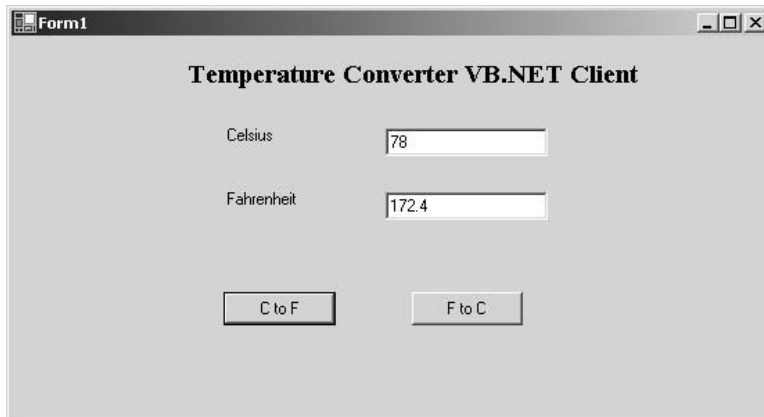 Form1
Temperature Converter VB.NET Client
Celsius
78
Fahrenheit
172.4
C to F
F to C